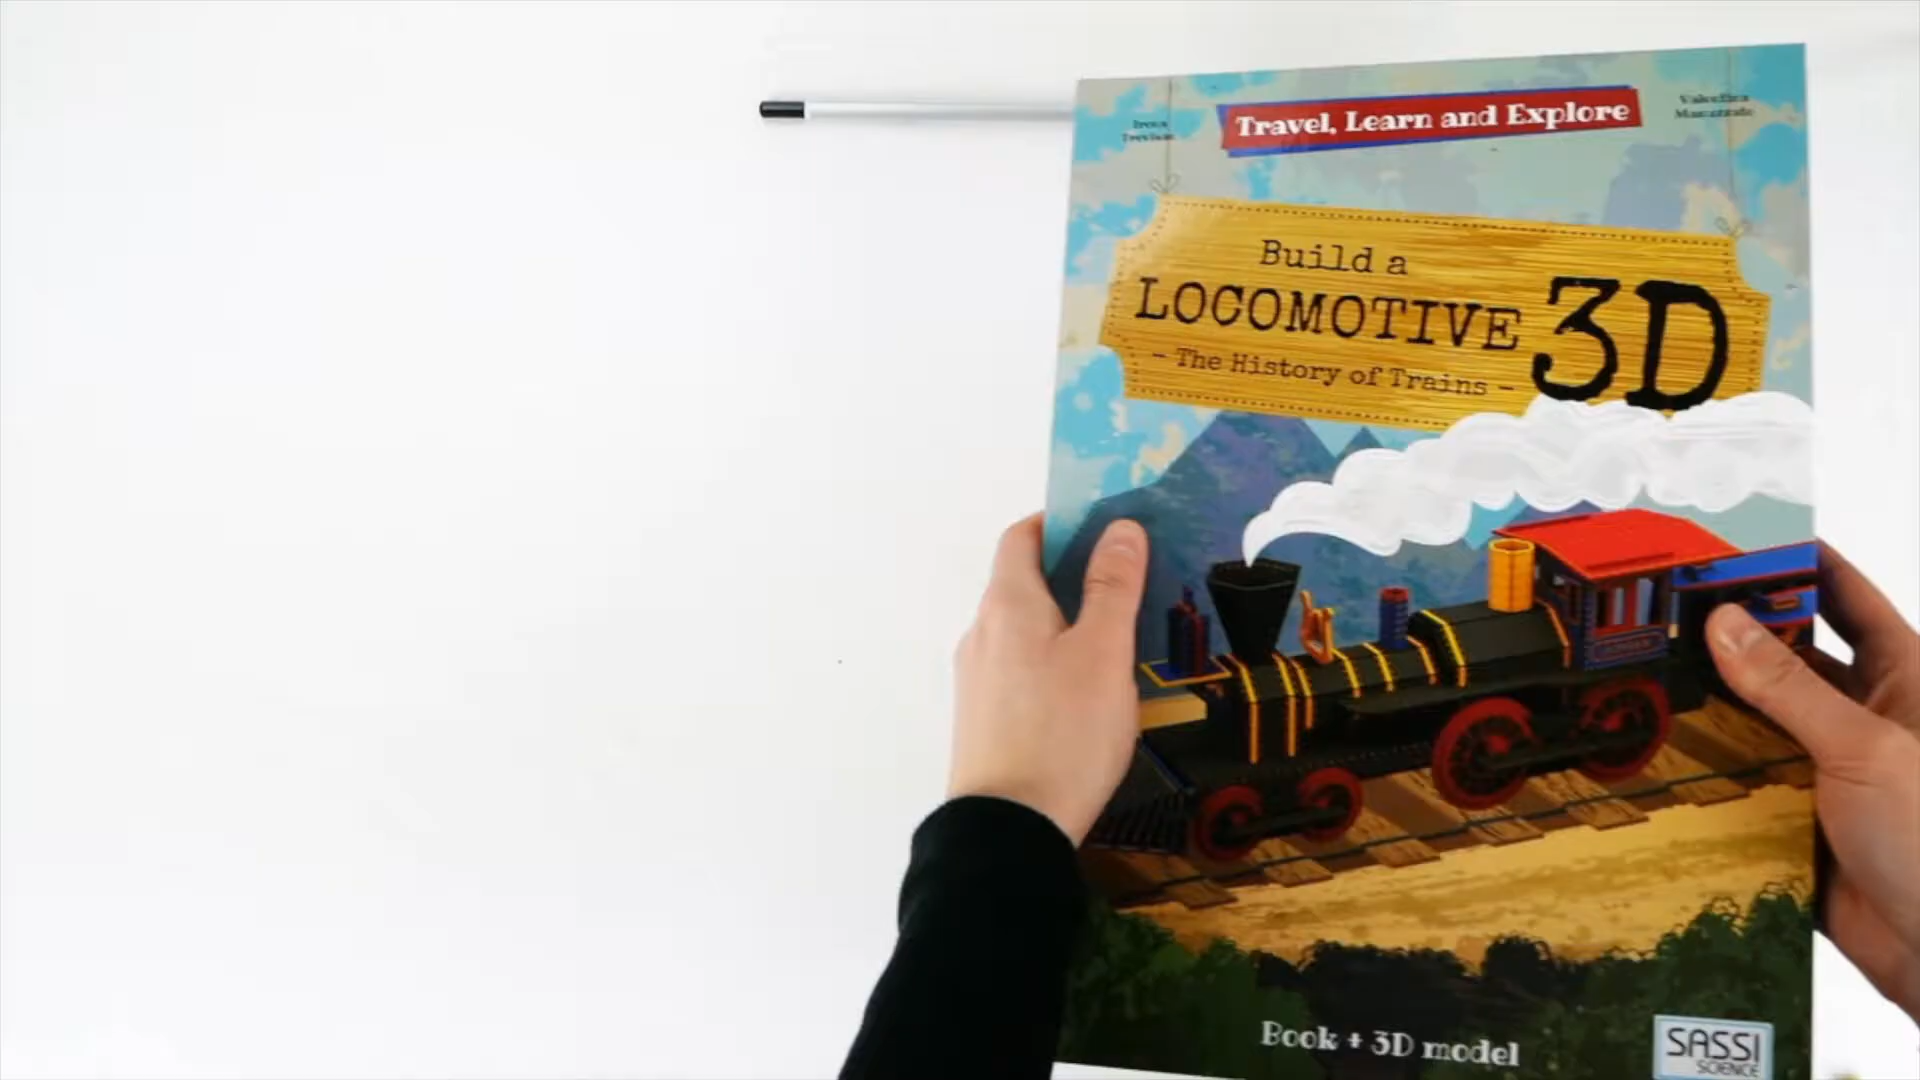 Travel, Learn and Explore
Build a
LOCOMOTIVE 3D
- The History of Trains -
Book + 3D model
SASSI
SCIENCE